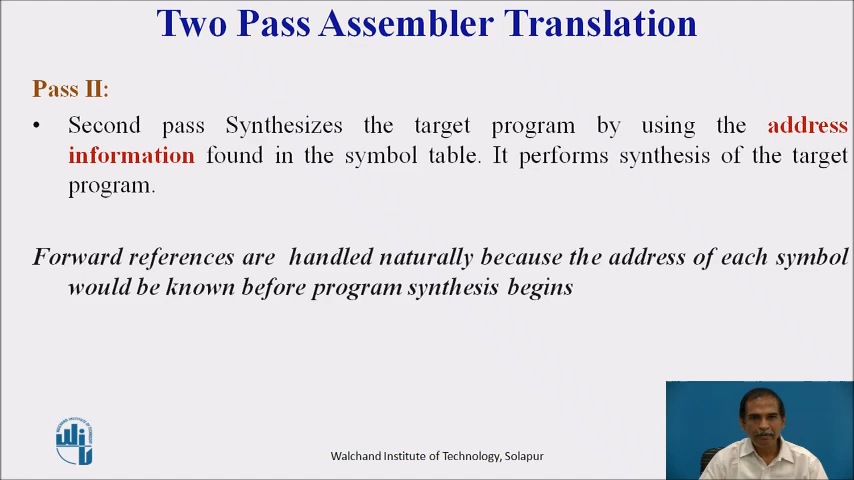 Two Pass Assembler Translation
Pass II:
• Second pass Synthesizes the target program by using the address
information found in the symbol table. It performs synthesis of the target
program.
Forward references are handled naturally because the address of each symbol
would be known before program synthesis begins
Walchand Institute of Technology, Solapur